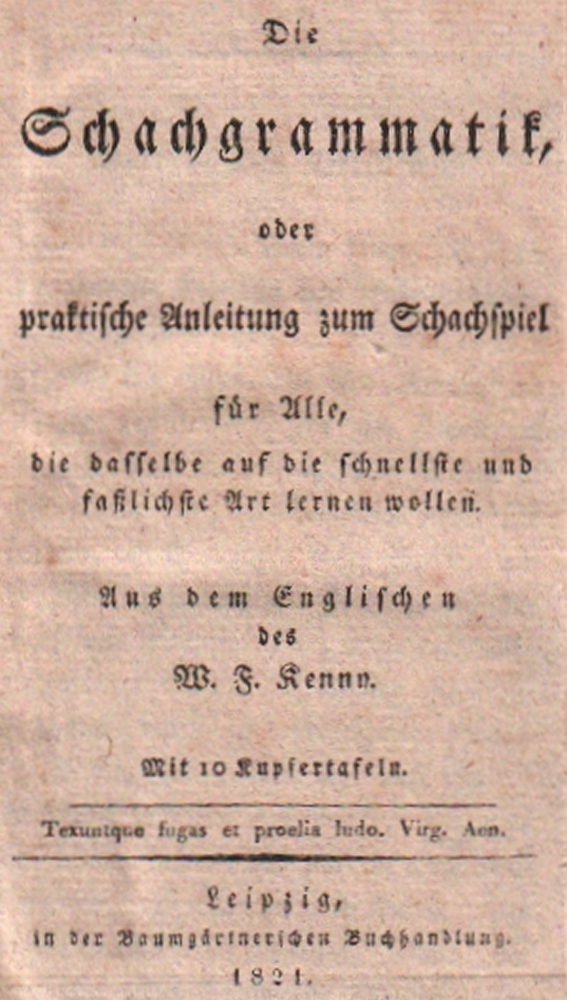 Die
Schachgrammatik,
oder
praktische Anleitung zum Schachspiel
für Alle,
die dasselbe auf die schnellste und
faßlichste Art lernen wollen.
Aus dem Englischen
des
W. F. Kenny.
Mit 10 Kupfertafeln.
Texuntque fugas et proelia ludo. Virg. Aen.
Leipzig,
in der Baumgärtnerschen Buchhandlung.
1821.